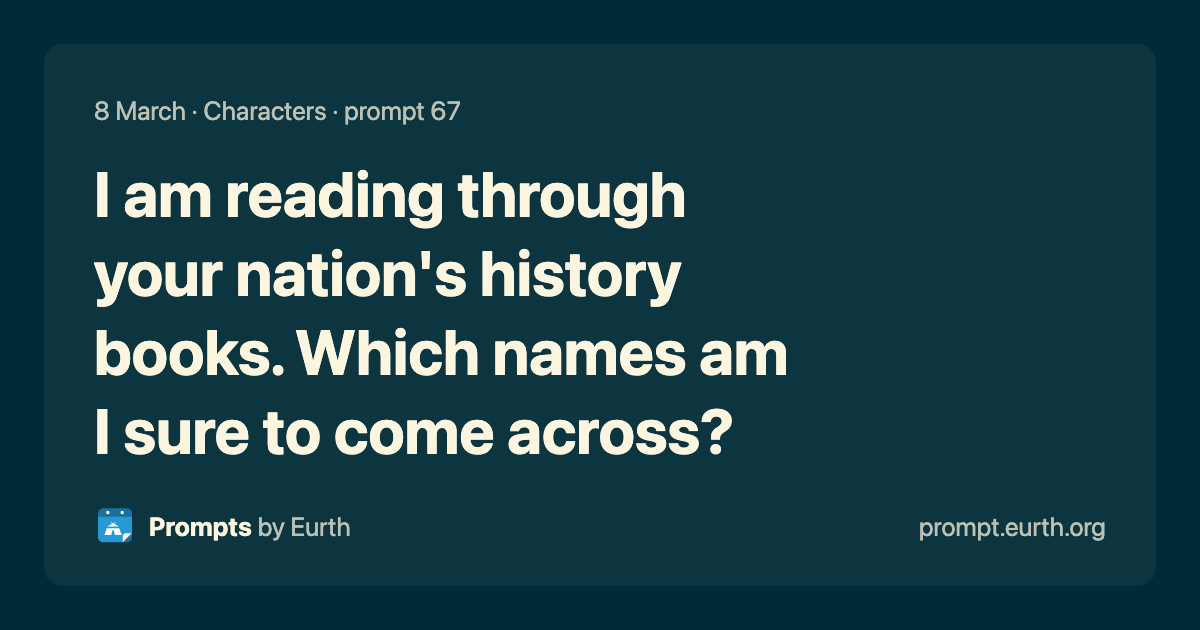 8 March · Characters · prompt 67
I am reading through
your nation's history
books. Which names am
I sure to come across?
Prompts by Eurth
prompt.eurth.org